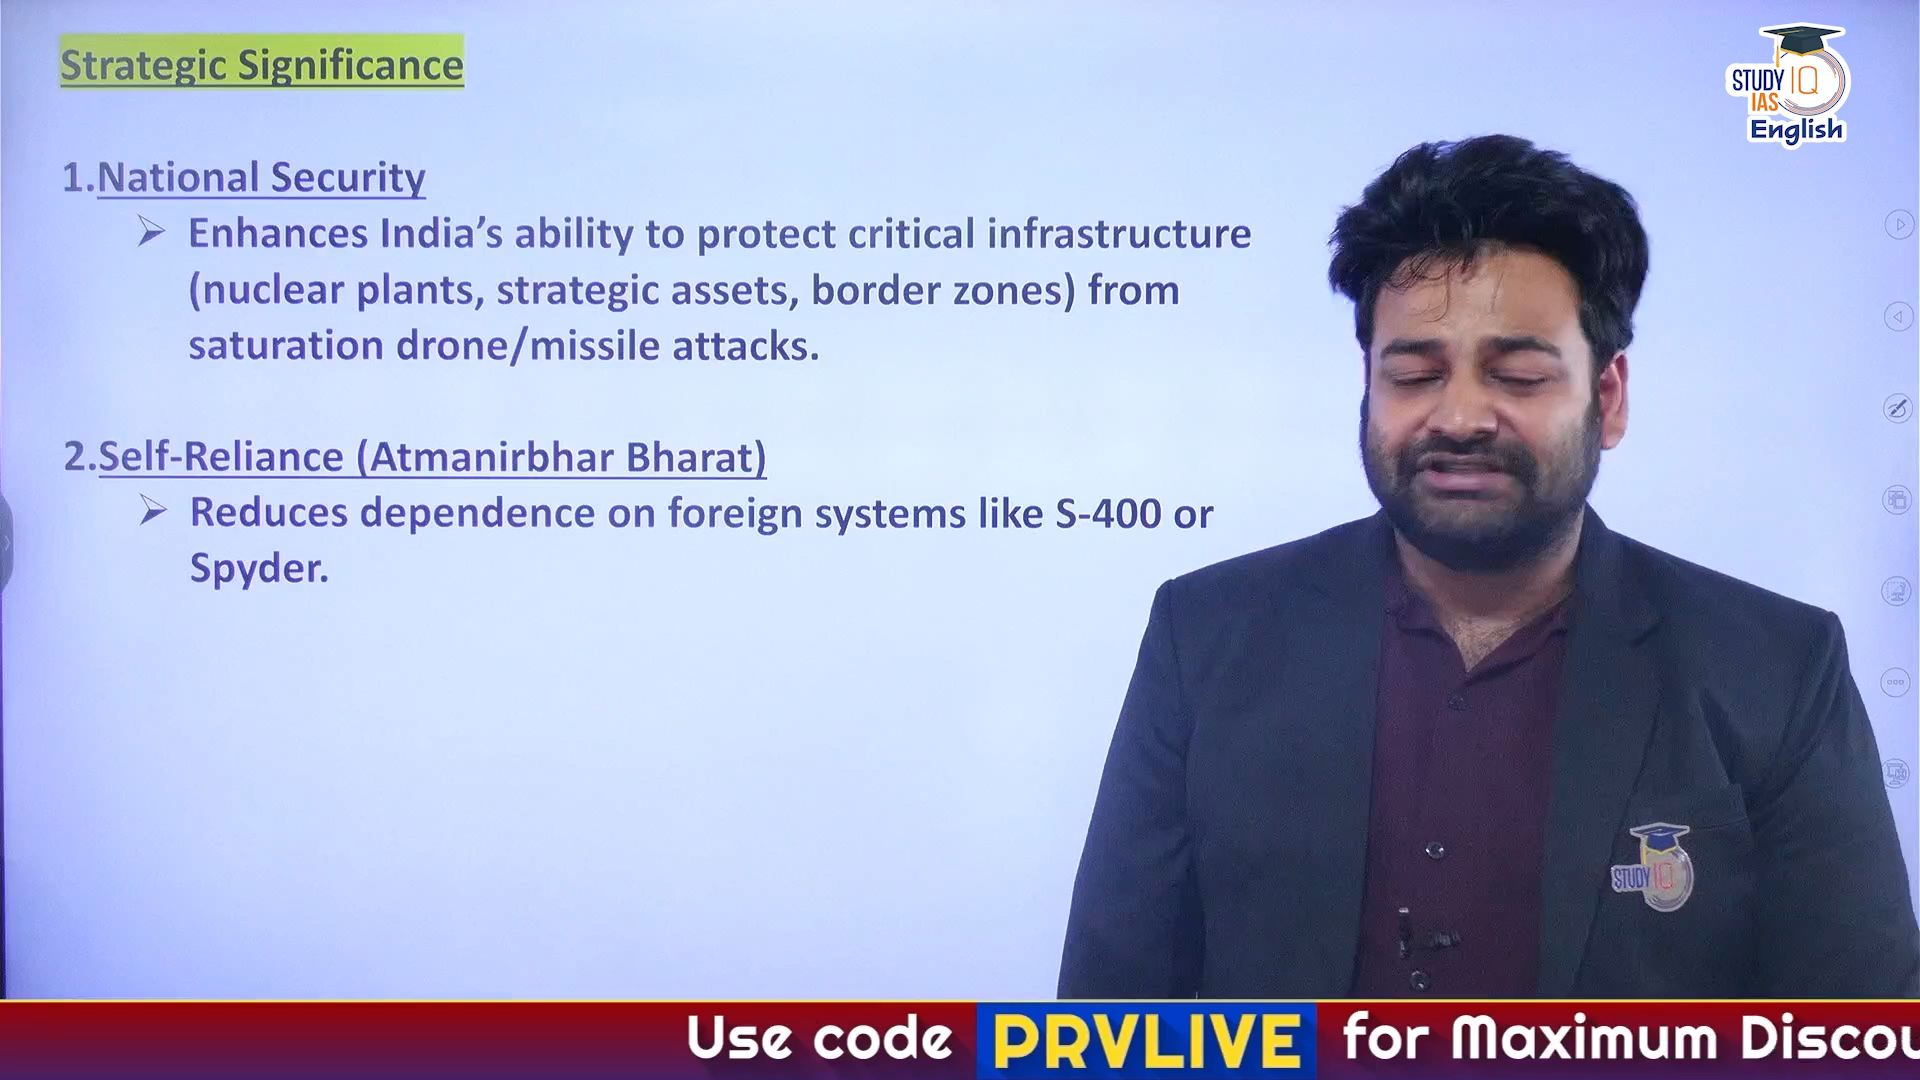 Strategic Significance
STUDY IQ
IAS
English
1.National Security
➢ Enhances India’s ability to protect critical infrastructure
(nuclear plants, strategic assets, border zones) from
saturation drone/missile attacks.
2.Self-Reliance (Atmanirbhar Bharat)
➢ Reduces dependence on foreign systems like S-400 or
Spyder.
STUDY IQ
Use code PRVLIVE for Maximum Discou